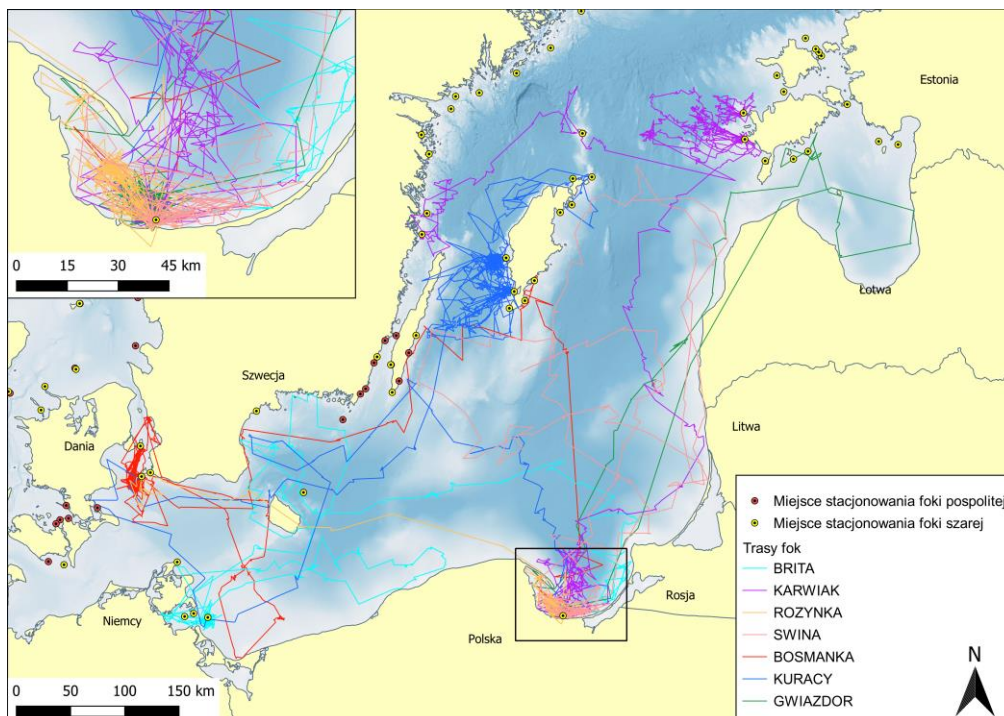 0 15 30 45 km
Estonia
Łotwa
Szwecja
Dania
Litwa
Niemcy
Polska
Rosja
0 50 100 150 km
Miejsce stacjonowania foki pospolitej
Miejsce stacjonowania foki szarej
Trasy fok
BRITA
KARWIAK
ROZYNKA
SWINA
BOSMANKA
KURACY
GWIAZDOR
N